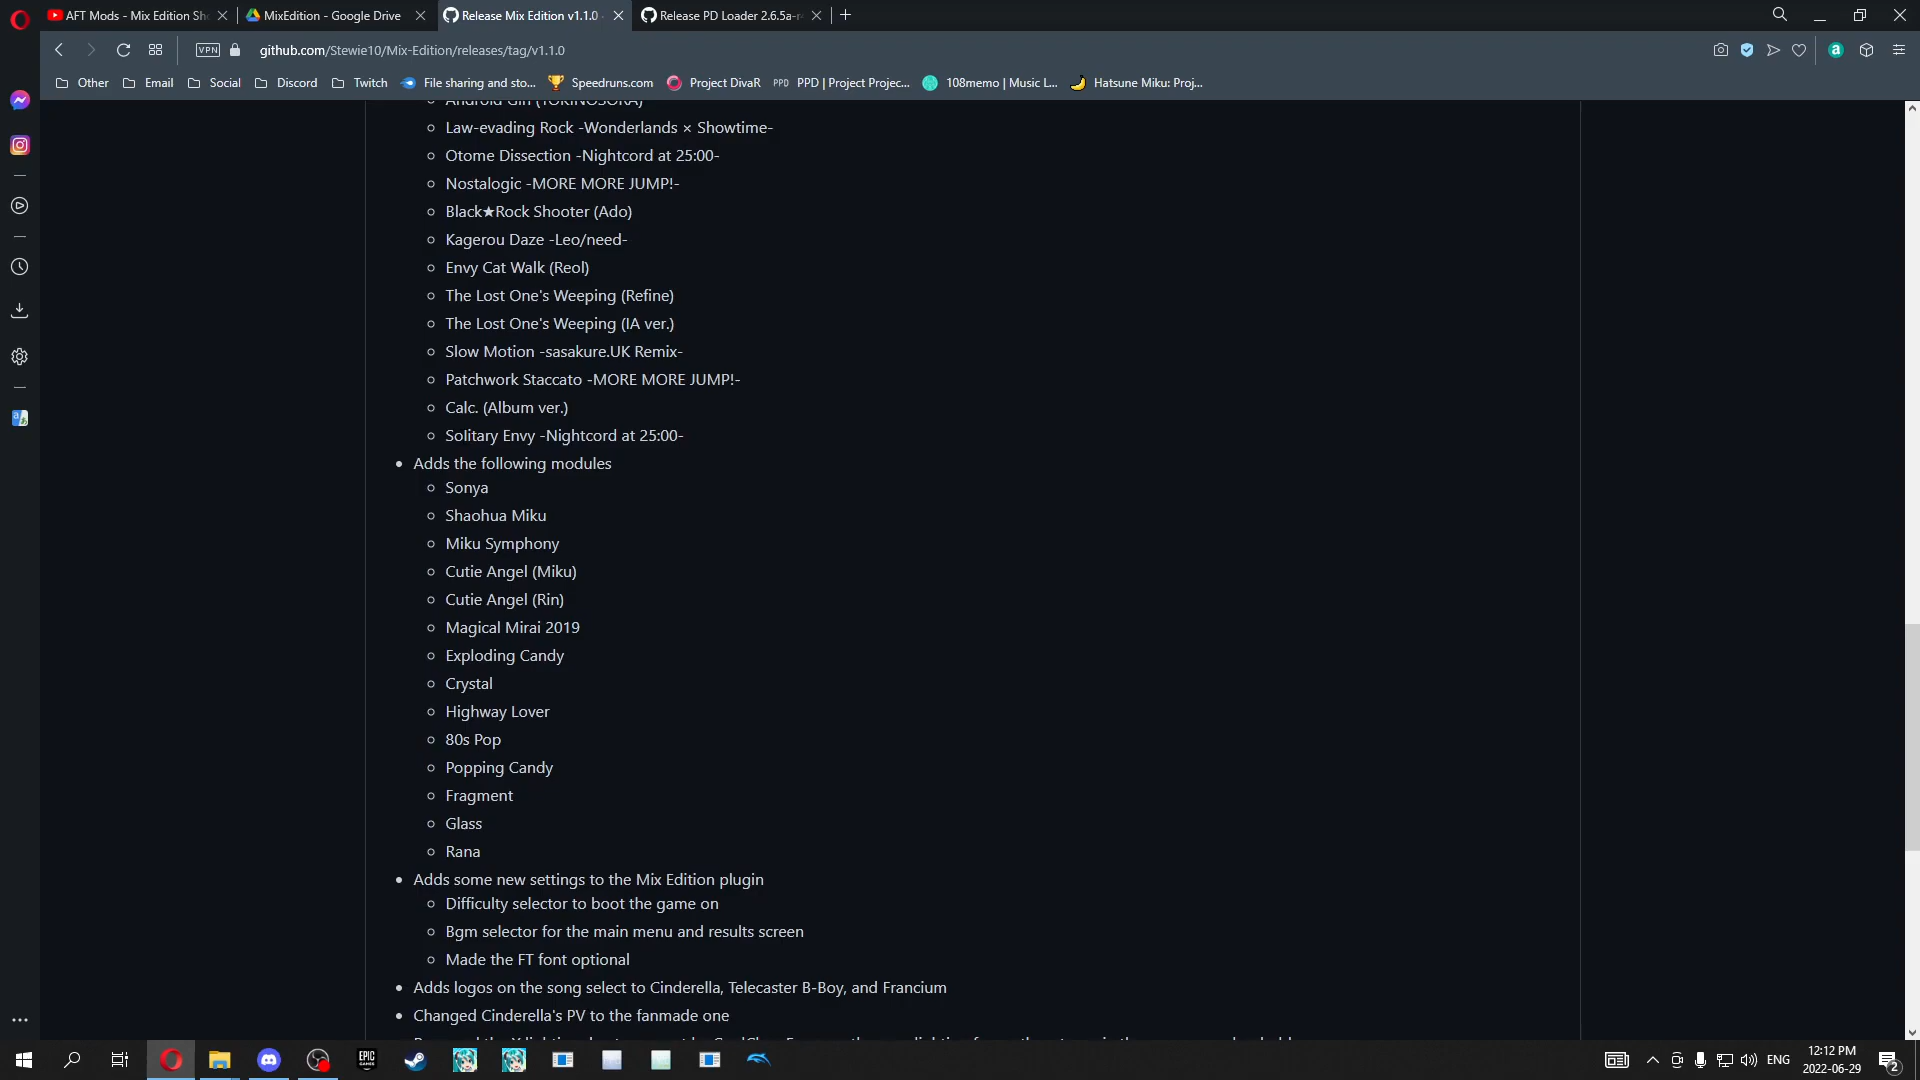 AFT Mods - Mix Edition Sh
MixEdition - Google Drive
Release Mix Edition v1.1.0
Release PD Loader 2.6.5a-r
VPN
github.com/Stewie10/Mix-Edition/releases/tag/v1.1.0
Other
Email
Social
Discord
Twitch
File sharing and sto...
Speedruns.com
Project DivaR
PPD PPD | Project Projec...
108memo | Music L...
Hatsune Miku: Proj...
Android Girl (TOKINOSORA)
Law-evading Rock -Wonderlands × Showtime-
Otome Dissection -Nightcord at 25:00-
Nostalogic -MORE MORE JUMP!-
Black★Rock Shooter (Ado)
Kagerou Daze -Leo/need-
Envy Cat Walk (Reol)
The Lost One's Weeping (Refine)
The Lost One's Weeping (IA ver.)
Slow Motion -sasakure.UK Remix-
Patchwork Staccato -MORE MORE JUMP!-
Calc. (Album ver.)
Solitary Envy -Nightcord at 25:00-
Adds the following modules
Sonya
Shaohua Miku
Miku Symphony
Cutie Angel (Miku)
Cutie Angel (Rin)
Magical Mirai 2019
Exploding Candy
Crystal
Highway Lover
80s Pop
Popping Candy
Fragment
Glass
Rana
Adds some new settings to the Mix Edition plugin
Difficulty selector to boot the game on
Bgm selector for the main menu and results screen
Made the FT font optional
Adds logos on the song select to Cinderella, Telecaster B-Boy, and Francium
Changed Cinderella's PV to the fanmade one
EPIC GAMES
ENG
12:12 PM
2022-06-29
2